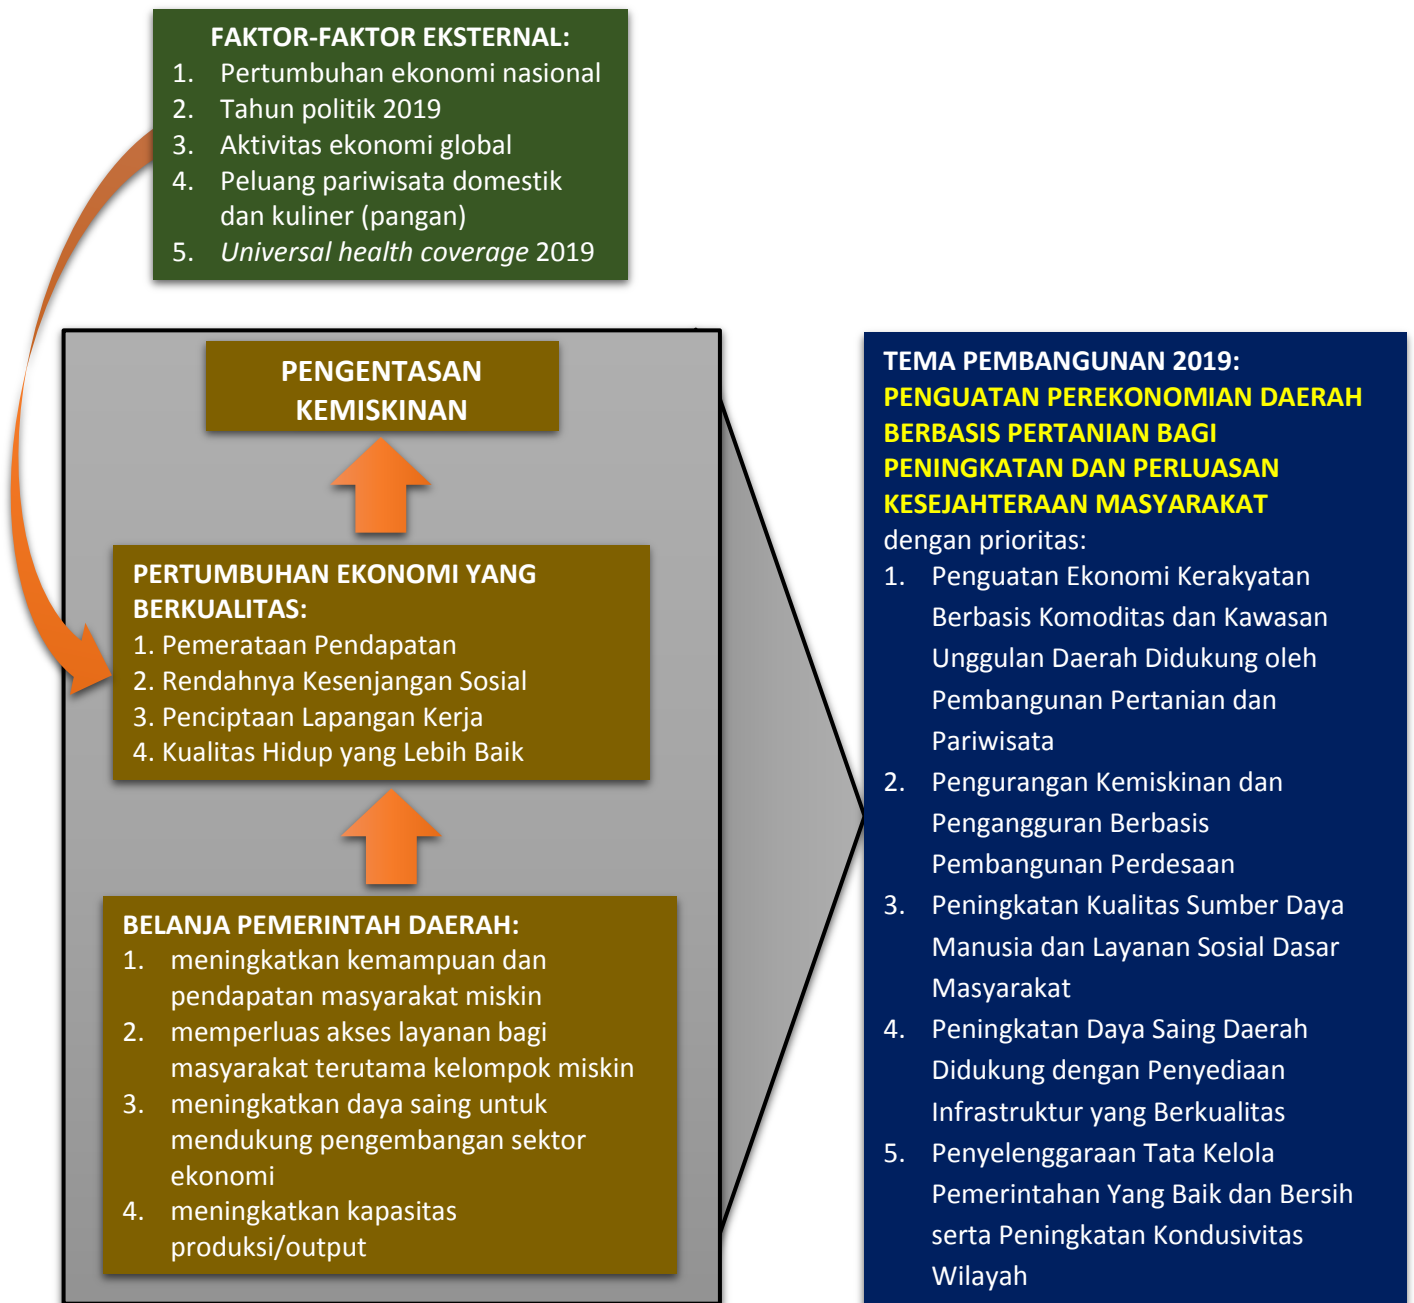 FAKTOR-FAKTOR EKSTERNAL:
1. Pertumbuhan ekonomi nasional
2. Tahun politik 2019
3. Aktivitas ekonomi global
4. Peluang pariwisata domestik
dan kuliner (pangan)
5. Universal health coverage 2019
PENGENTASAN
KEMISKINAN
PERTUMBUHAN EKONOMI YANG
BERKUALITAS:
1. Pemerataan Pendapatan
2. Rendahnya Kesenjangan Sosial
3. Penciptaan Lapangan Kerja
4. Kualitas Hidup yang Lebih Baik
BELANJA PEMERINTAH DAERAH:
1. meningkatkan kemampuan dan
pendapatan masyarakat miskin
2. memperluas akses layanan bagi
masyarakat terutama kelompok miskin
3. meningkatkan daya saing untuk
mendukung pengembangan sektor
ekonomi
4. meningkatkan kapasitas
produksi/output
TEMA PEMBANGUNAN 2019:
PENGUATAN PEREKONOMIAN DAERAH
BERBASIS PERTANIAN BAGI
PENINGKATAN DAN PERLUASAN
KESEJAHTERAAN MASYARAKAT
dengan prioritas:
1. Penguatan Ekonomi Kerakyatan
Berbasis Komoditas dan Kawasan
Unggulan Daerah Didukung oleh
Pembangunan Pertanian dan
Pariwisata
2. Pengurangan Kemiskinan dan
Pengangguran Berbasis
Pembangunan Perdesaan
3. Peningkatan Kualitas Sumber Daya
Manusia dan Layanan Sosial Dasar
Masyarakat
4. Peningkatan Daya Saing Daerah
Didukung dengan Penyediaan
Infrastruktur yang Berkualitas
5. Penyelenggaraan Tata Kelola
Pemerintahan Yang Baik dan Bersih
serta Peningkatan Kondusivitas
Wilayah